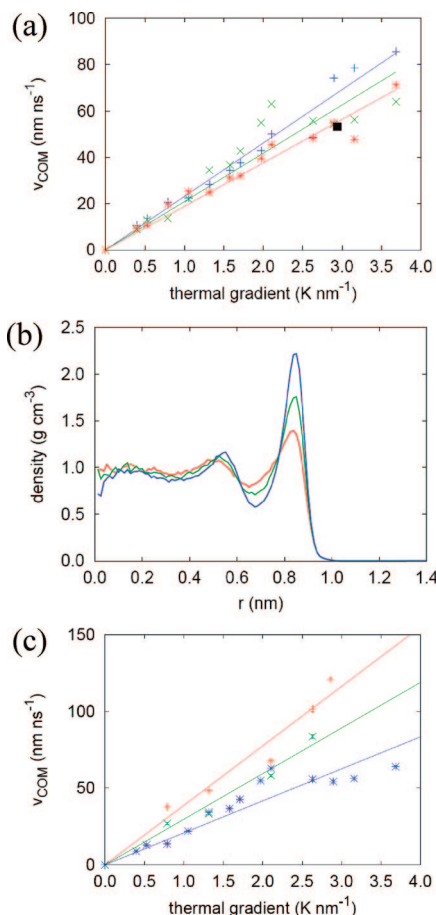 (a)
v_COM (nm ns⁻¹)
100
80
60
40
20
0
0.0 0.5 1.0 1.5 2.0 2.5 3.0 3.5 4.0
thermal gradient (K nm⁻¹)
(b)
density (g cm⁻³)
2.5
2.0
1.5
1.0
0.5
0.0
0.0 0.2 0.4 0.6 0.8 1.0 1.2 1.4
r (nm)
(c)
v_COM (nm ns⁻¹)
150
100
50
0
0.0 0.5 1.0 1.5 2.0 2.5 3.0 3.5 4.0
thermal gradient (K nm⁻¹)